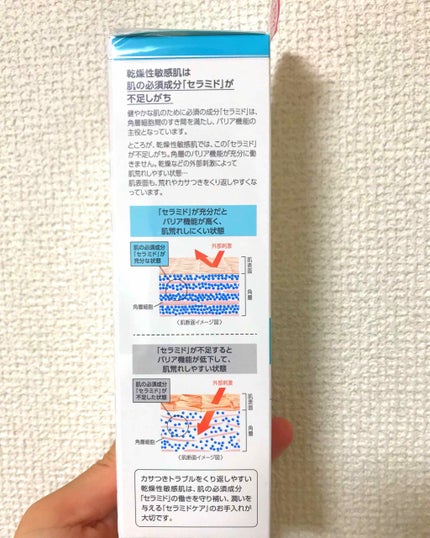 乾燥性敏感肌は
肌の必須成分「セラミド」が
不足しがち
健やかな肌のために必須の成分「セラミド」は、
角層細胞間のすき間を満たし、バリア機能の
主役となっています。
ところが、乾燥性敏感肌では、この「セラミド」
が不足しがち。角層のバリア機能が充分に働
きません。乾燥などの外部刺激によって
肌荒れしやすい状態…
肌表面も、荒れやカサつきをくり返しやすくな
っています。
「セラミド」が充分だと
バリア機能が高く、
肌荒れしにくい状態
肌の必須成分
「セラミド」が
充分な状態
外部刺激
肌表面
角層
角層細胞
〈肌断面イメージ図〉
「セラミド」が不足すると
バリア機能が低下して、
肌荒れしやすい状態
肌の必須成分
「セラミド」が
不足した状態
外部刺激
肌表面
角層
角層細胞
〈肌断面イメージ図〉
カサつきトラブルをくり返しやすい
乾燥性敏感肌は、肌の必須成分
「セラミド」の働きを守り補い、潤いを
与える「セラミドケア」のお手入れが
大切です。